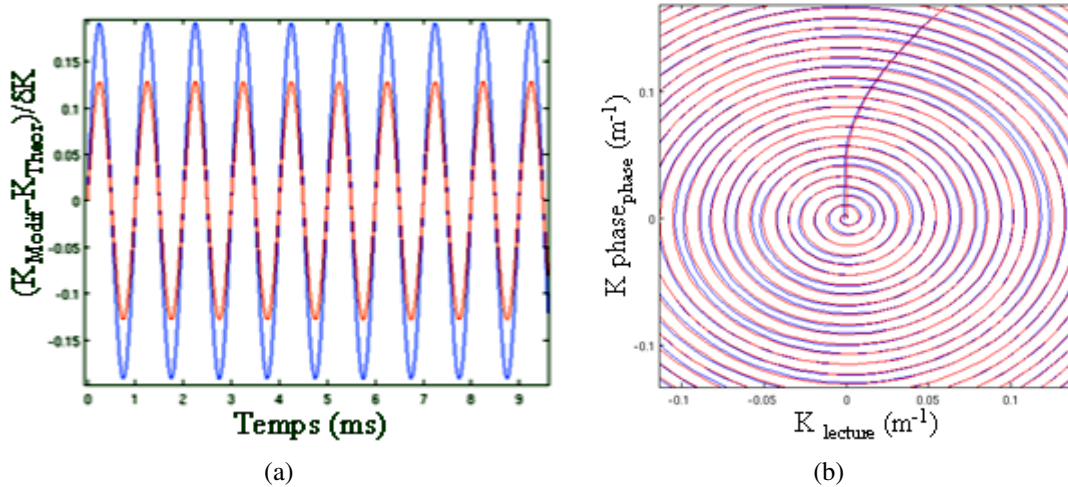 (K_Modif-K_Theor)/δK
0.15
0.1
0.05
0
-0.05
-0.1
-0.15
0 1 2 3 4 5 6 7 8 9
Temps (ms)
(a)
K phase_phase (m⁻¹)
0.1
0
-0.1
-0.1 -0.05 0 0.05 0.1
K lecture (m⁻¹)
(b)